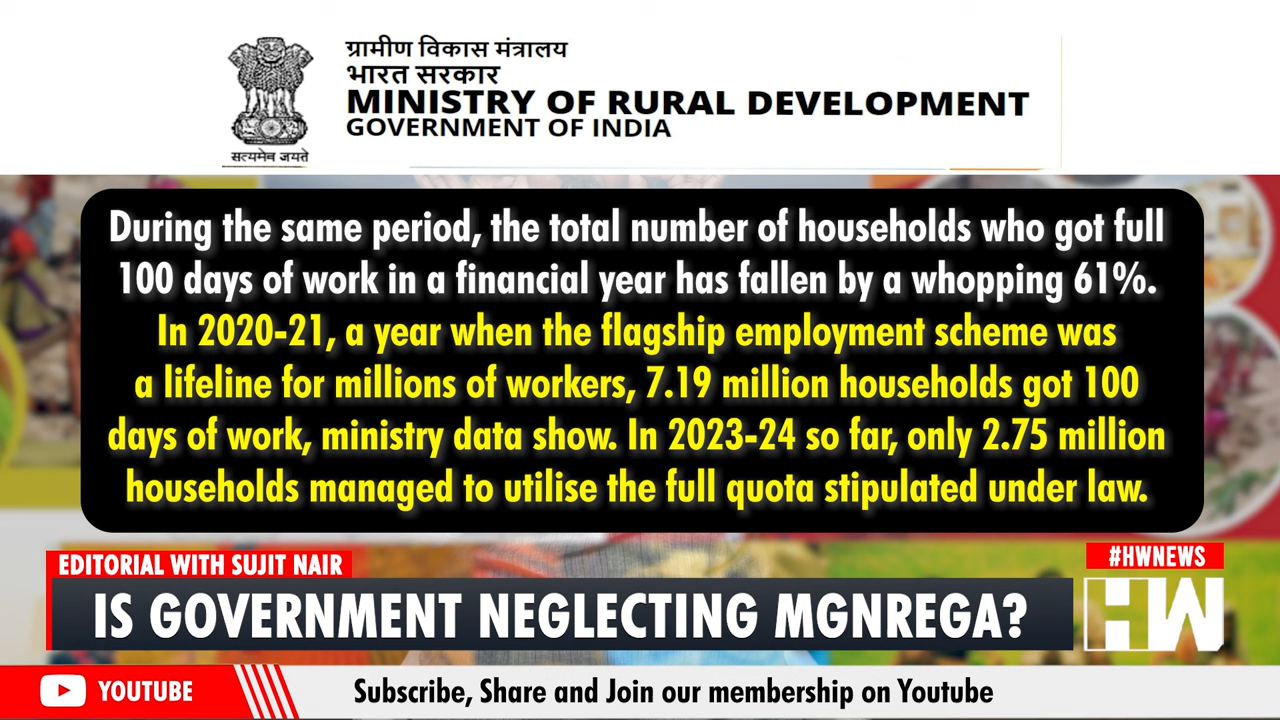 ग्रामीण विकास मंत्रालय
भारत सरकार
MINISTRY OF RURAL DEVELOPMENT
GOVERNMENT OF INDIA
सत्यमेव जयते
During the same period, the total number of households who got full
100 days of work in a financial year has fallen by a whopping 61%.
In 2020-21, a year when the flagship employment scheme was
a lifeline for millions of workers, 7.19 million households got 100
days of work, ministry data show. In 2023-24 so far, only 2.75 million
households managed to utilise the full quota stipulated under law.
EDITORIAL WITH SUJIT NAIR
#HWNEWS
IS GOVERNMENT NEGLECTING MGNREGA?
HW
YOUTUBE
Subscribe, Share and Join our membership on Youtube